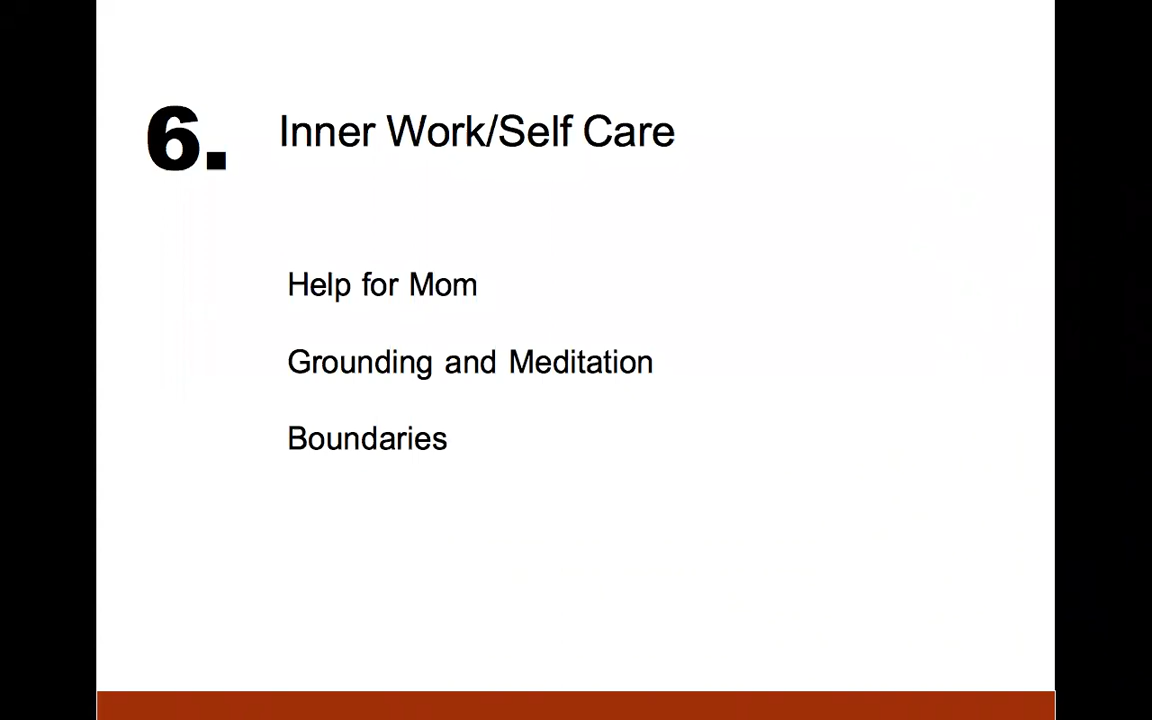 6. Inner Work/Self Care
Help for Mom
Grounding and Meditation
Boundaries